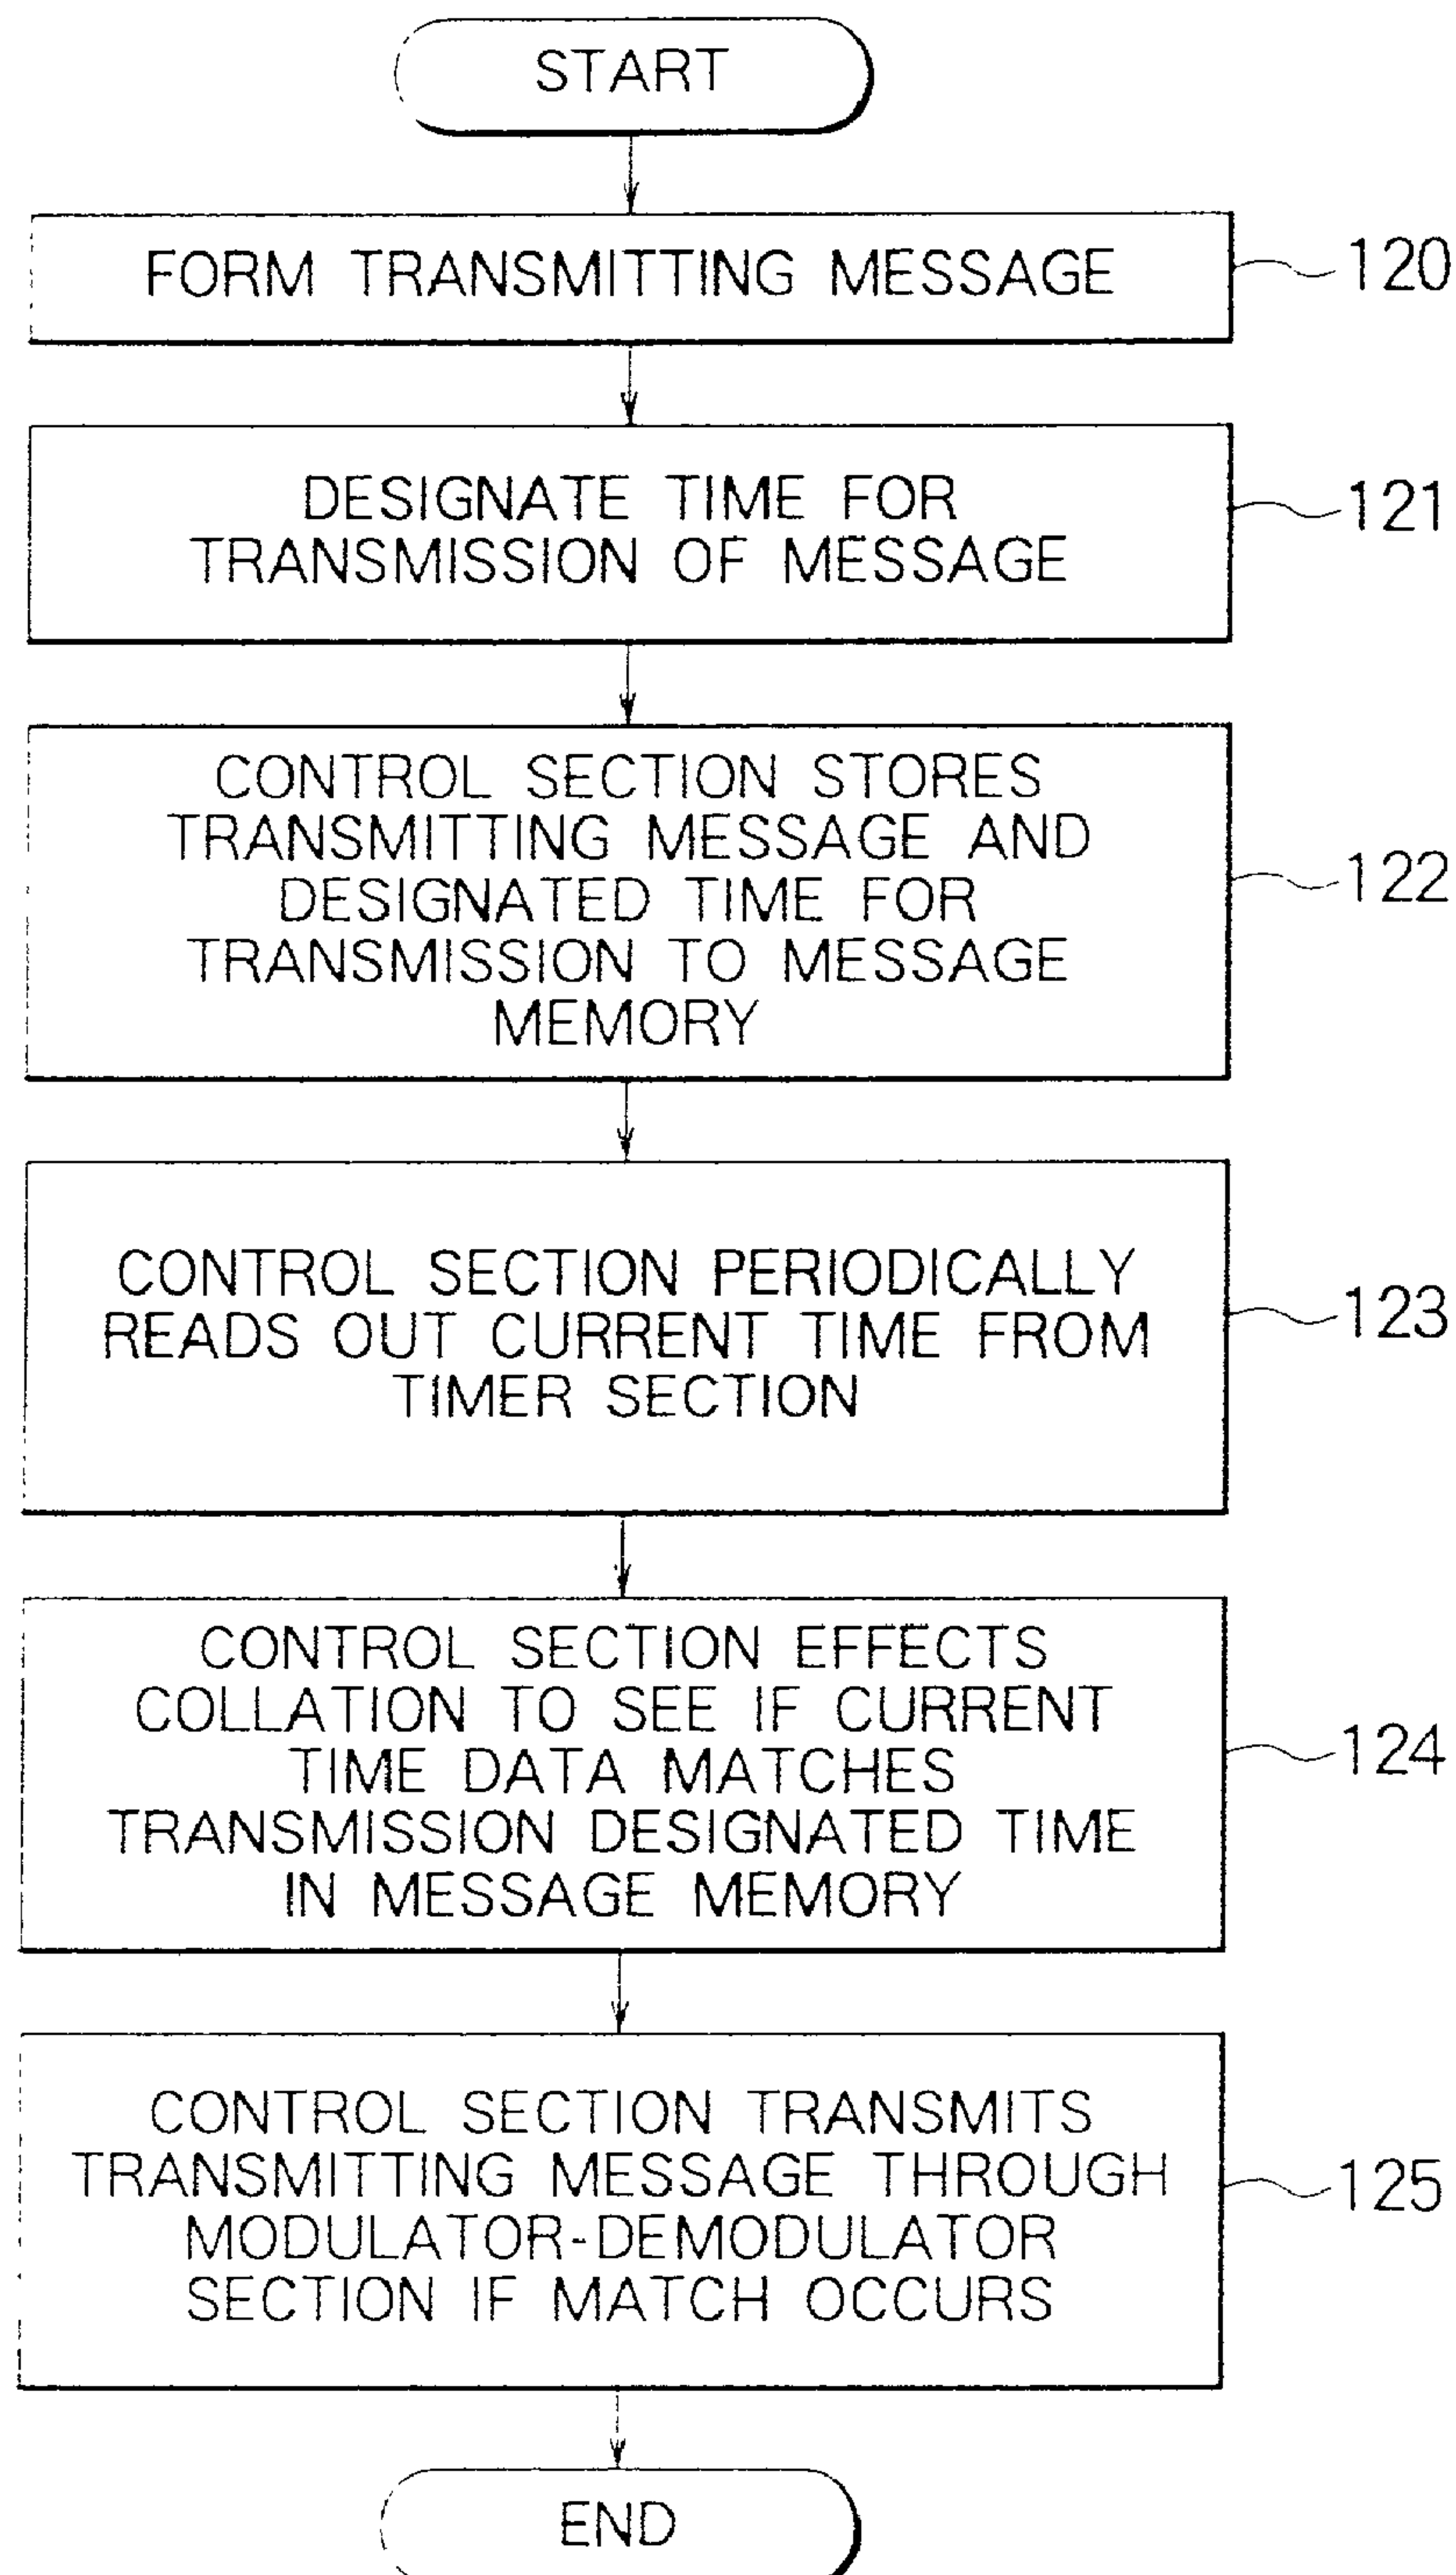 START
FORM TRANSMITTING MESSAGE
120
DESIGNATE TIME FOR
TRANSMISSION OF MESSAGE
121
CONTROL SECTION STORES
TRANSMITTING MESSAGE AND
DESIGNATED TIME FOR
TRANSMISSION TO MESSAGE
MEMORY
122
CONTROL SECTION PERIODICALLY
READS OUT CURRENT TIME FROM
TIMER SECTION
123
CONTROL SECTION EFFECTS
COLLATION TO SEE IF CURRENT
TIME DATA MATCHES
TRANSMISSION DESIGNATED TIME
IN MESSAGE MEMORY
124
CONTROL SECTION TRANSMITS
TRANSMITTING MESSAGE THROUGH
MODULATOR-DEMODULATOR
SECTION IF MATCH OCCURS
125
END